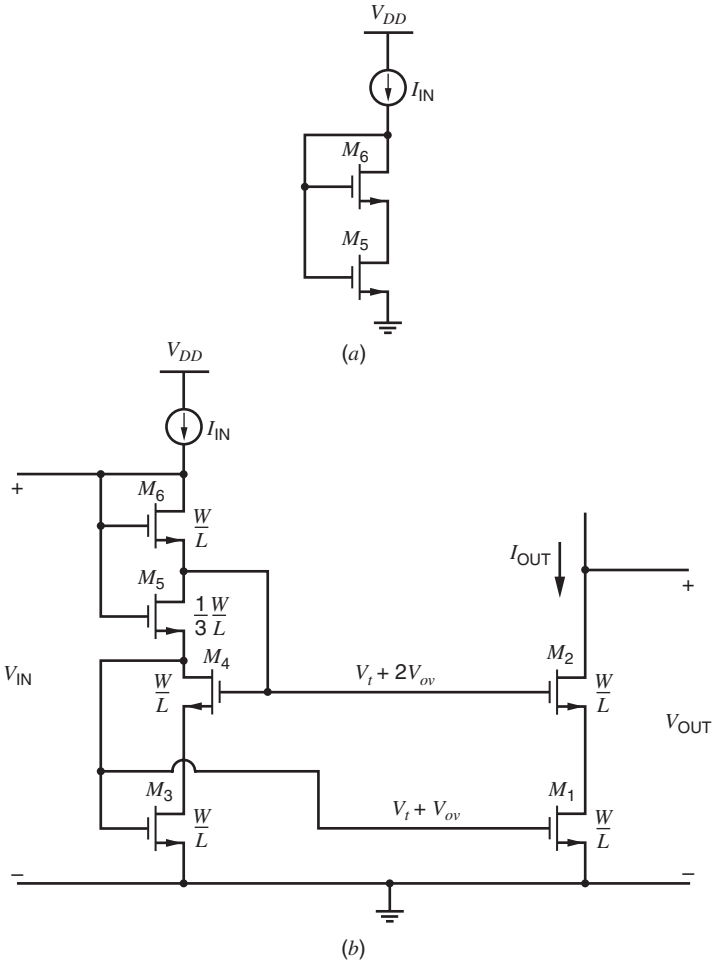 V_DD
I_IN
M_6
M_5
(a)
V_DD
I_IN
+
M_6
W/L
M_5
1/3 W/L
I_OUT
+
V_IN
M_4
W/L
V_t + 2V_ov
M_2
W/L
V_OUT
M_3
W/L
V_t + V_ov
M_1
W/L
–
–
(b)